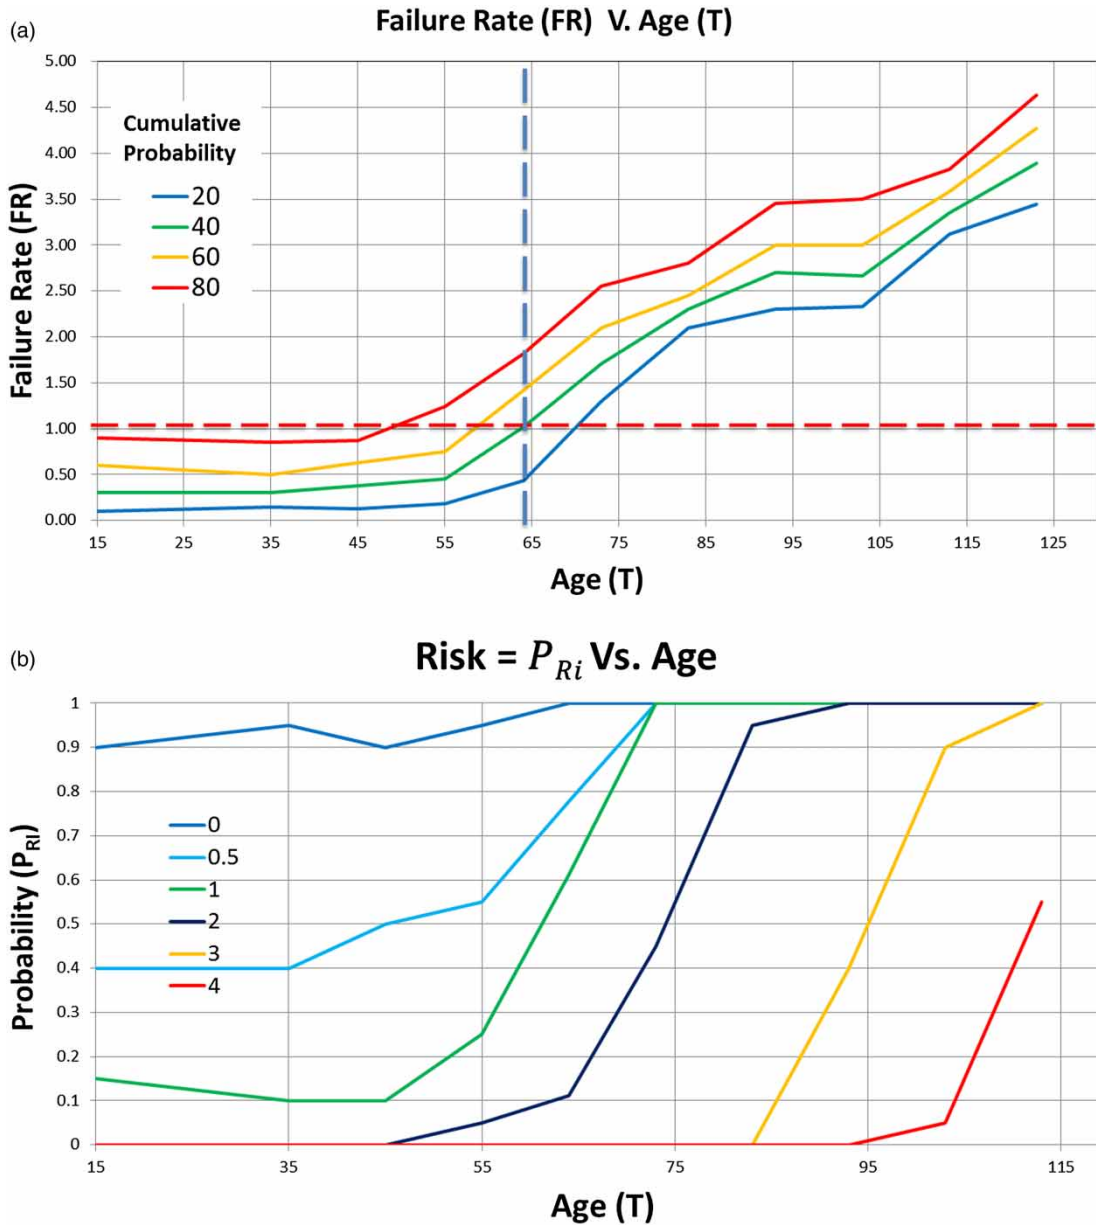 (a)
Failure Rate (FR) V. Age (T)
5.00
4.50
4.00
3.50
3.00
2.50
2.00
1.50
1.00
0.50
0.00
Failure Rate (FR)
Cumulative
Probability
20
40
60
80
15 25 35 45 55 65 75 85 95 105 115 125
Age (T)
(b)
Risk = P_{Ri} Vs. Age
1
0.9
0.8
0.7
0.6
0.5
0.4
0.3
0.2
0.1
0
Probability (P_{RI})
0
0.5
1
2
3
4
15 35 55 75 95 115
Age (T)